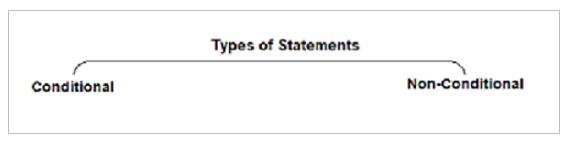 Types of Statements
Conditional
Non-Conditional